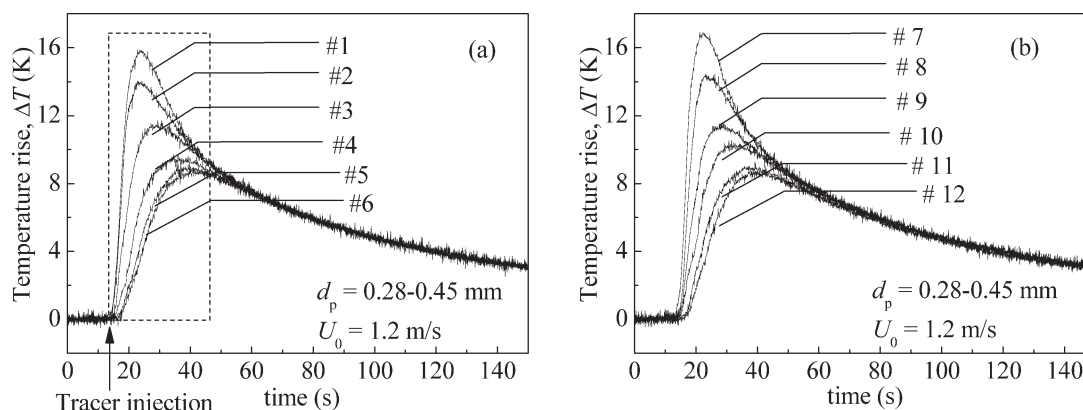 Temperature rise, ΔT (K)
16
12
8
4
0
#1
#2
#3
#4
#5
#6
(a)
dp = 0.28-0.45 mm
U0 = 1.2 m/s
0 20 40 60 80 100 120 140
Tracer injection
time (s)
Temperature rise, ΔT (K)
16
12
8
4
0
# 7
# 8
# 9
# 10
# 11
# 12
(b)
dp = 0.28-0.45 mm
U0 = 1.2 m/s
0 20 40 60 80 100 120 140
time (s)